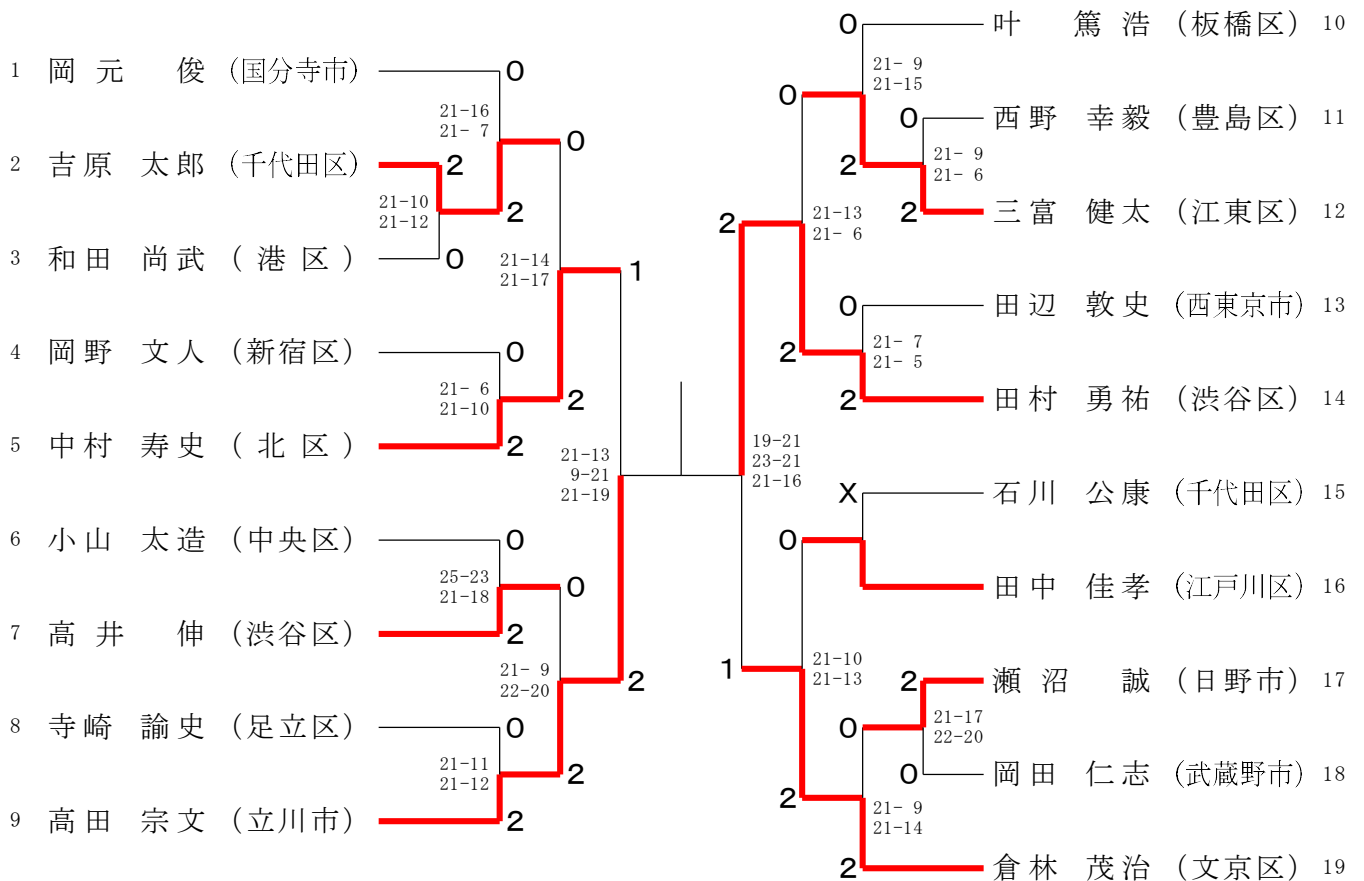 1 岡元 俊 (国分寺市) 0
21-16
21- 7
0
2 吉原 太郎 (千代田区) 2
21-10
21-12
2
3 和田 尚武 (港区) 0
21-14
21-17
1
4 岡野 文人 (新宿区) 0
21- 6
21-10
2
5 中村 寿史 (北区) 2
21-13
9-21
21-19
6 小山 太造 (中央区) 0
25-23
21-18
0
7 高井 伸 (渋谷区) 2
21- 9
22-20
2
8 寺崎 諭史 (足立区) 0
21-11
21-12
2
9 高田 宗文 (立川市) 2
0 叶 篤浩 (板橋区) 10
21- 9
21-15
0
0 西野 幸毅 (豊島区) 11
21- 9
21- 6
2
2 三富 健太 (江東区) 12
21-13
21- 6
2
0 田辺 敦史 (西東京市) 13
21- 7
21- 5
2
2 田村 勇祐 (渋谷区) 14
19-21
23-21
21-16
X 石川 公康 (千代田区) 15
0
田中 佳孝 (江戸川区) 16
21-10
21-13
1
2 瀬沼 誠 (日野市) 17
21-17
22-20
0
0 岡田 仁志 (武蔵野市) 18
21- 9
21-14
2
2 倉林 茂治 (文京区) 19